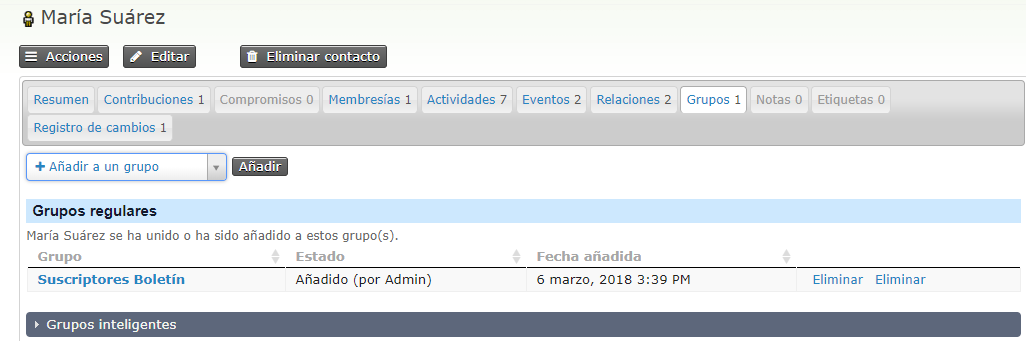 María Suárez
Acciones Editar Eliminar contacto
Resumen Contribuciones 1 Compromisos 0 Membresías 1 Actividades 7 Eventos 2 Relaciones 2 Grupos 1 Notas 0 Etiquetas 0
Registro de cambios 1
+ Añadir a un grupo Añadir
Grupos regulares
María Suárez se ha unido o ha sido añadido a estos grupo(s).
Grupo Estado Fecha añadida
Suscriptores Boletín Añadido (por Admin) 6 marzo, 2018 3:39 PM Eliminar Eliminar
Grupos inteligentes